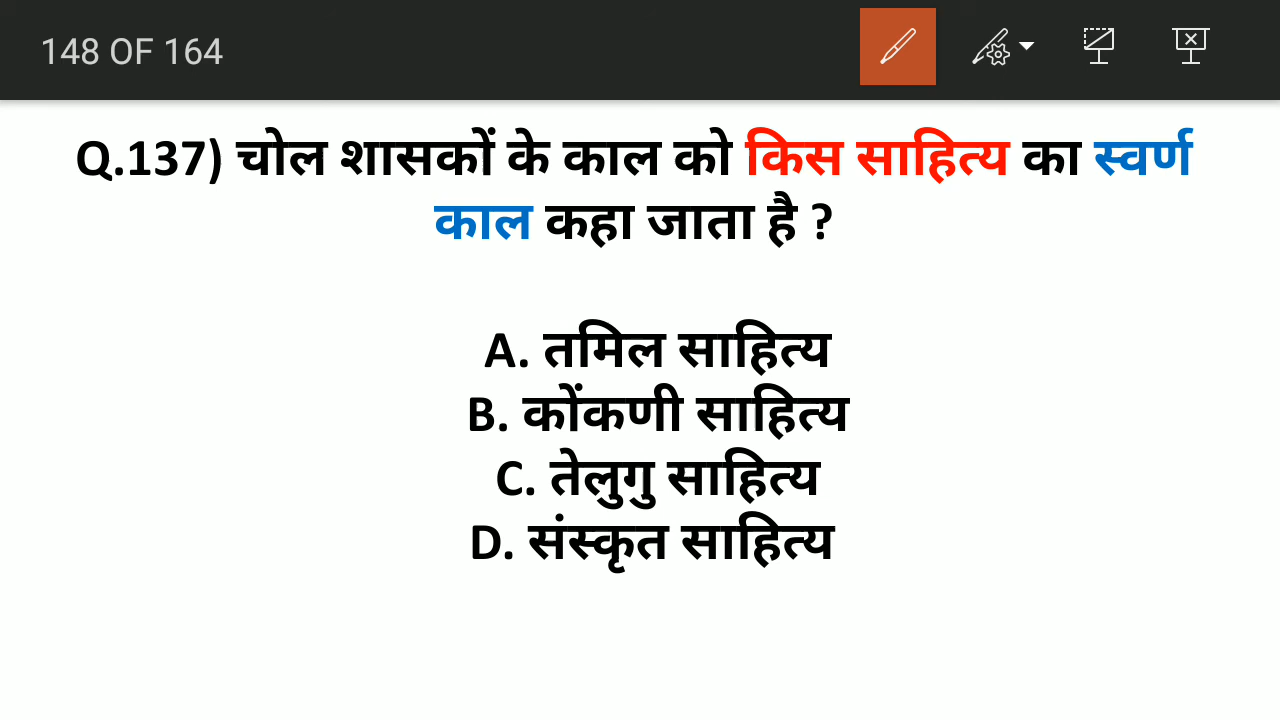 148 OF 164
Q.137) चोल शासकों के काल को किस साहित्य का स्वर्ण
काल कहा जाता है ?
A. तमिल साहित्य
B. कोंकणी साहित्य
C. तेलुगु साहित्य
D. संस्कृत साहित्य